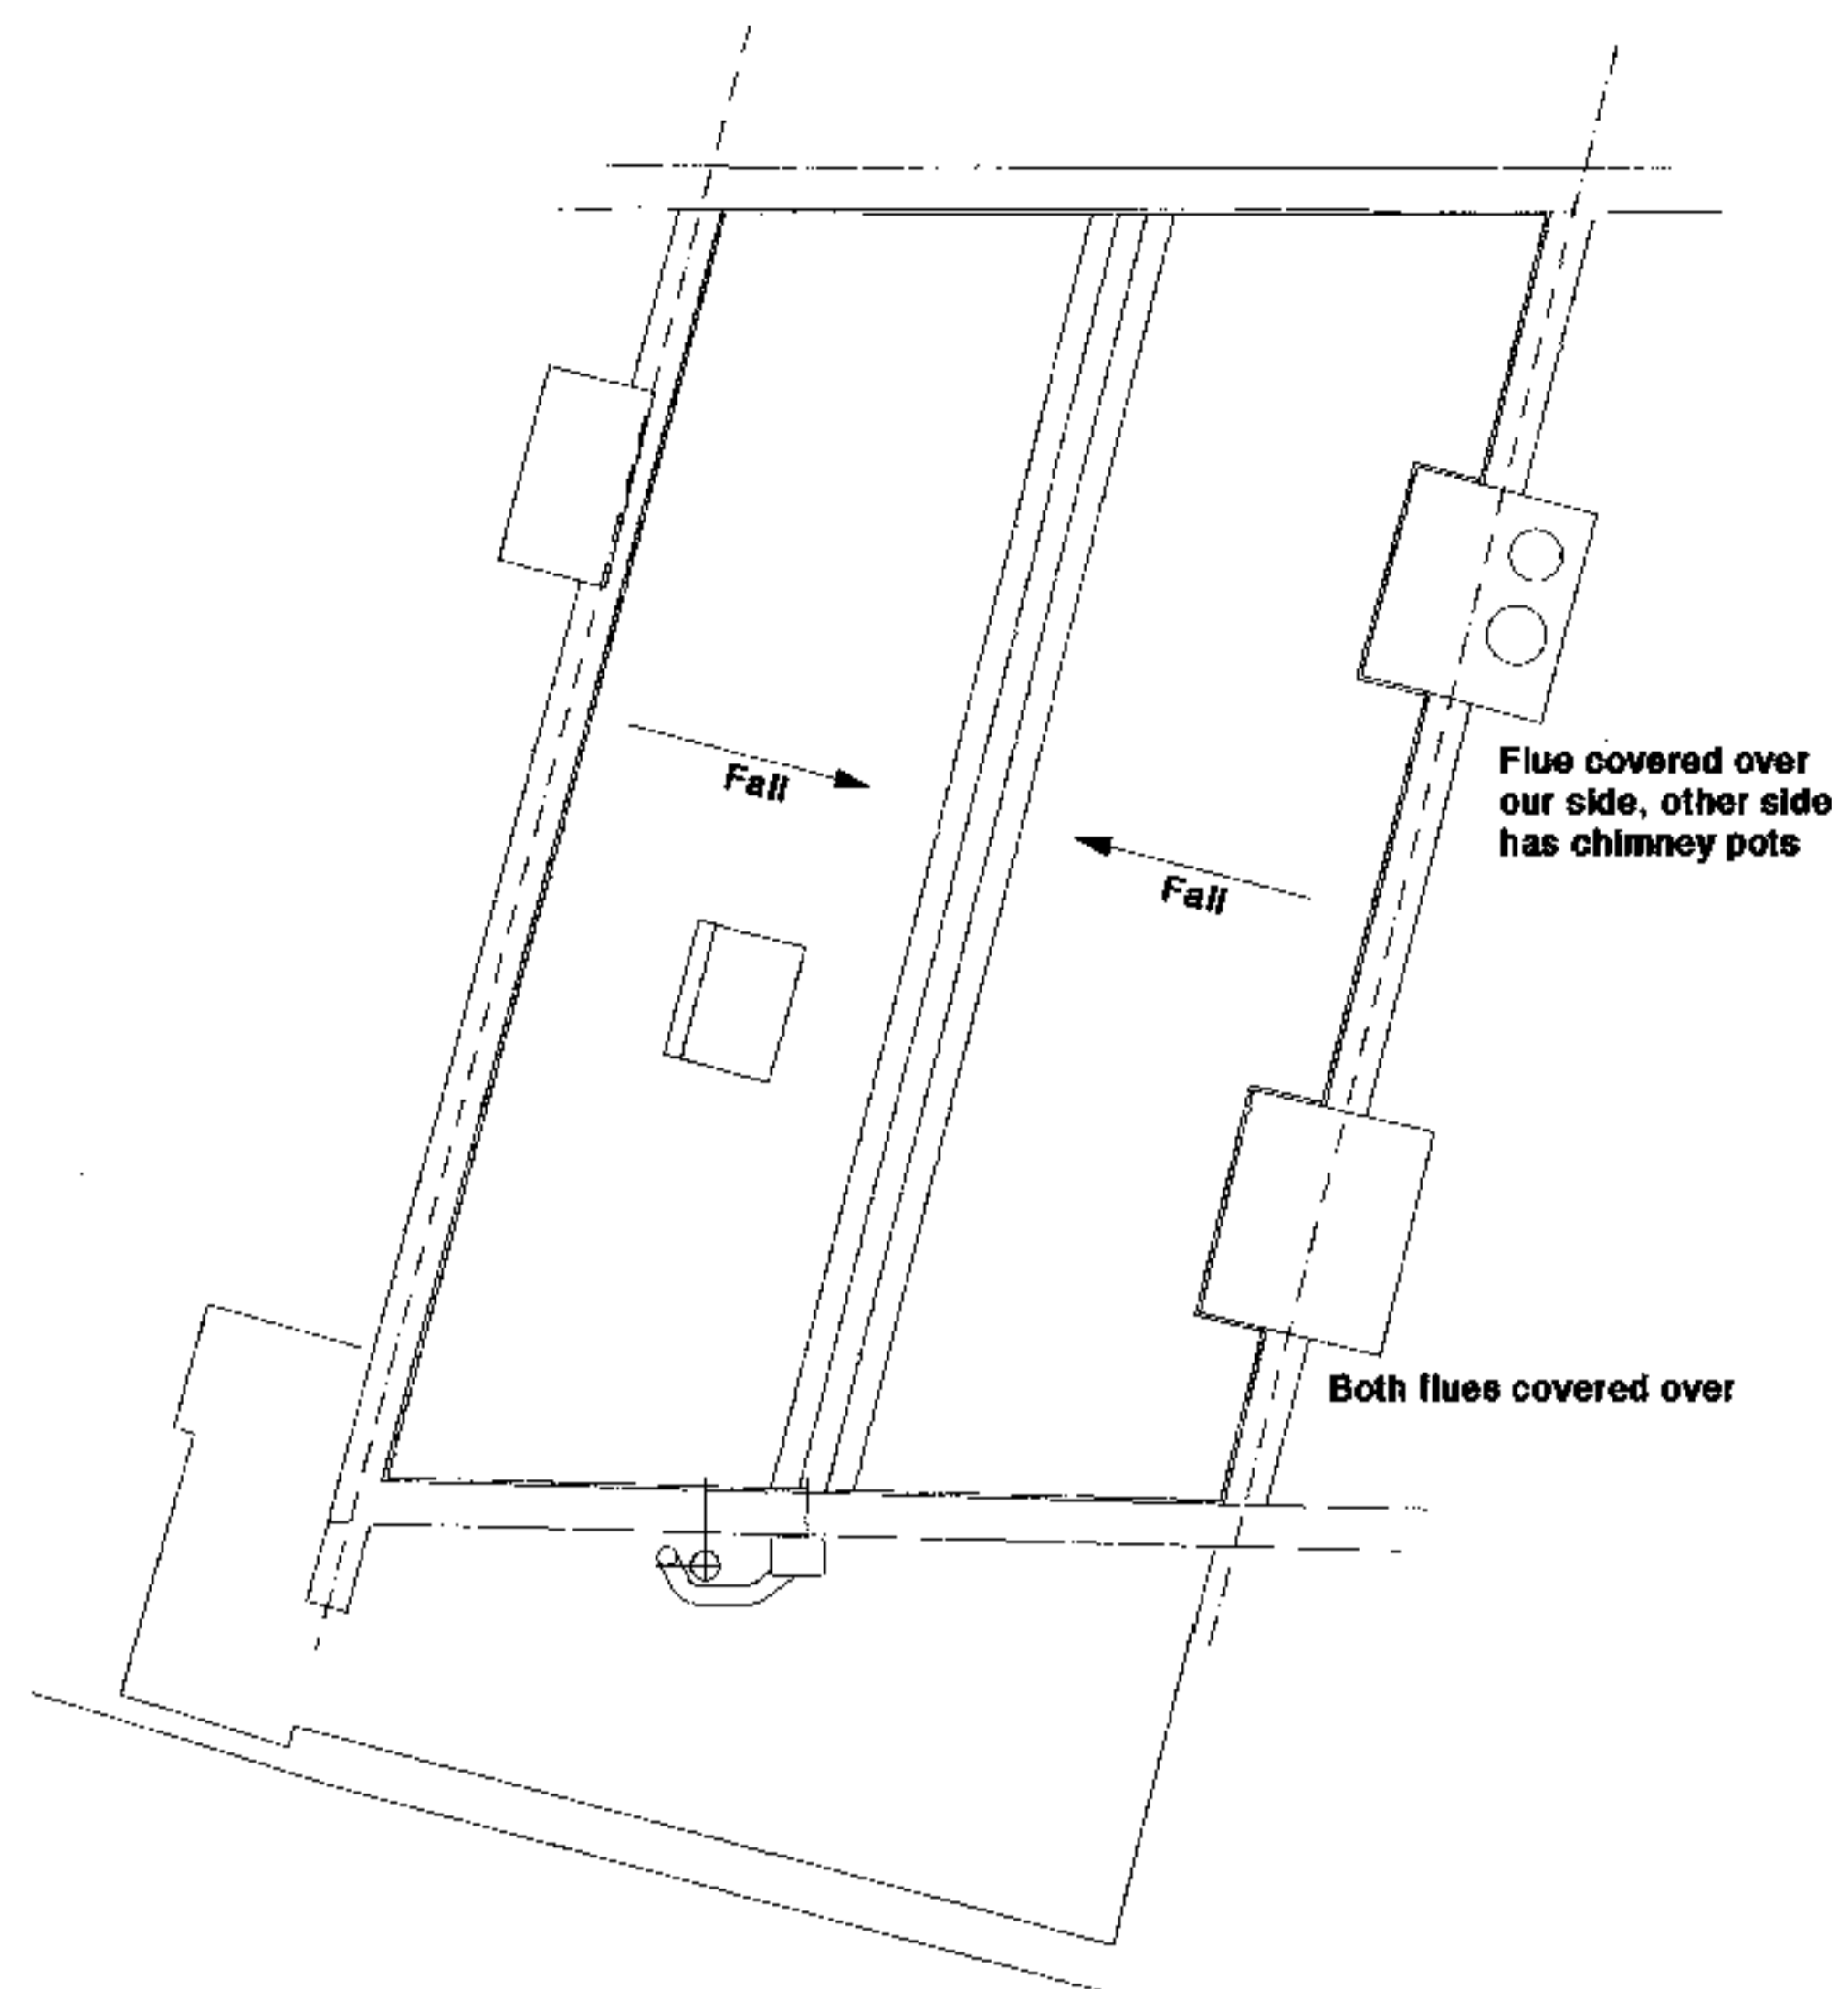 Flue covered over
our side, other side
has chimney pots
Fall
Fall
Both flues covered over